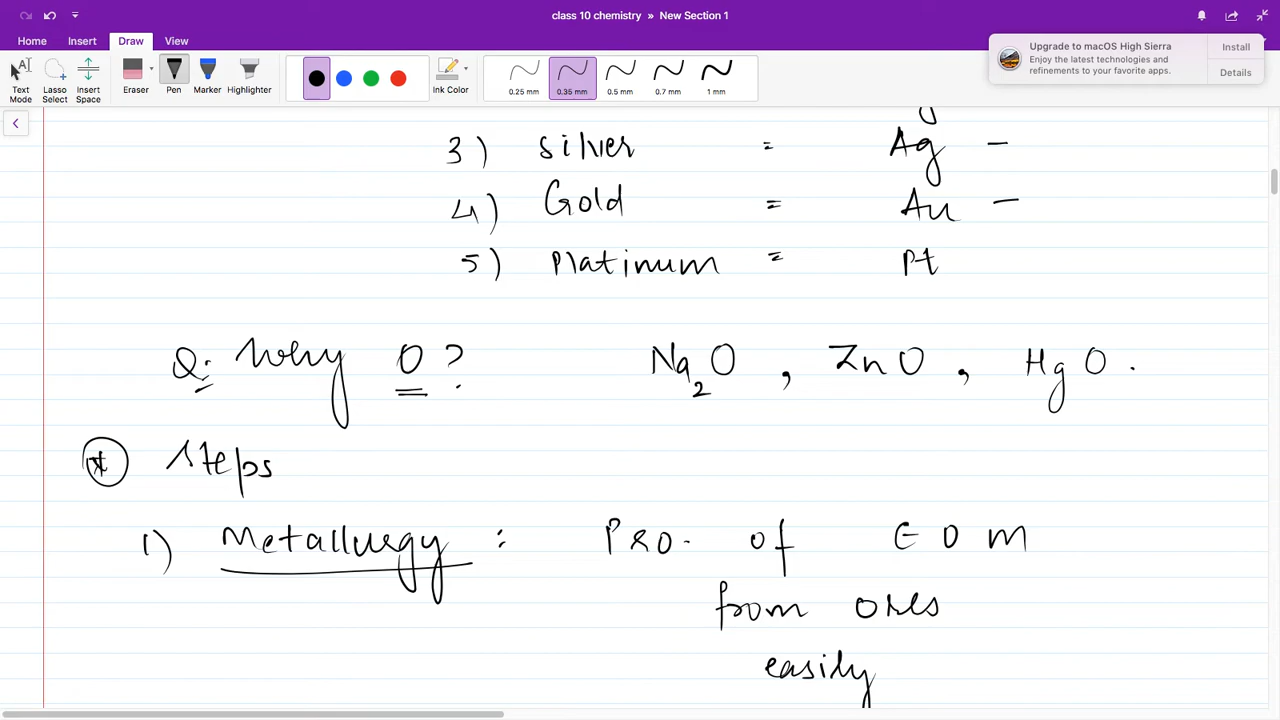 class 10 chemistry » New Section 1
Home Insert Draw View
Upgrade to macOS High Sierra
Enjoy the latest technologies and
refinements to your favorite apps.
Install
Details
Text Mode
Lasso Select
Insert Space
Eraser
Pen
Marker
Highlighter
Ink Color
0.25 mm 0.35 mm 0.5 mm 0.7 mm 1 mm
3) Silver = Ag -
4) Gold = Au -
5) Platinum = Pt
Q: Why O? Na2O , ZnO , HgO .
* Steps
1) Metallurgy : Pro. of E O M
from ores
easily